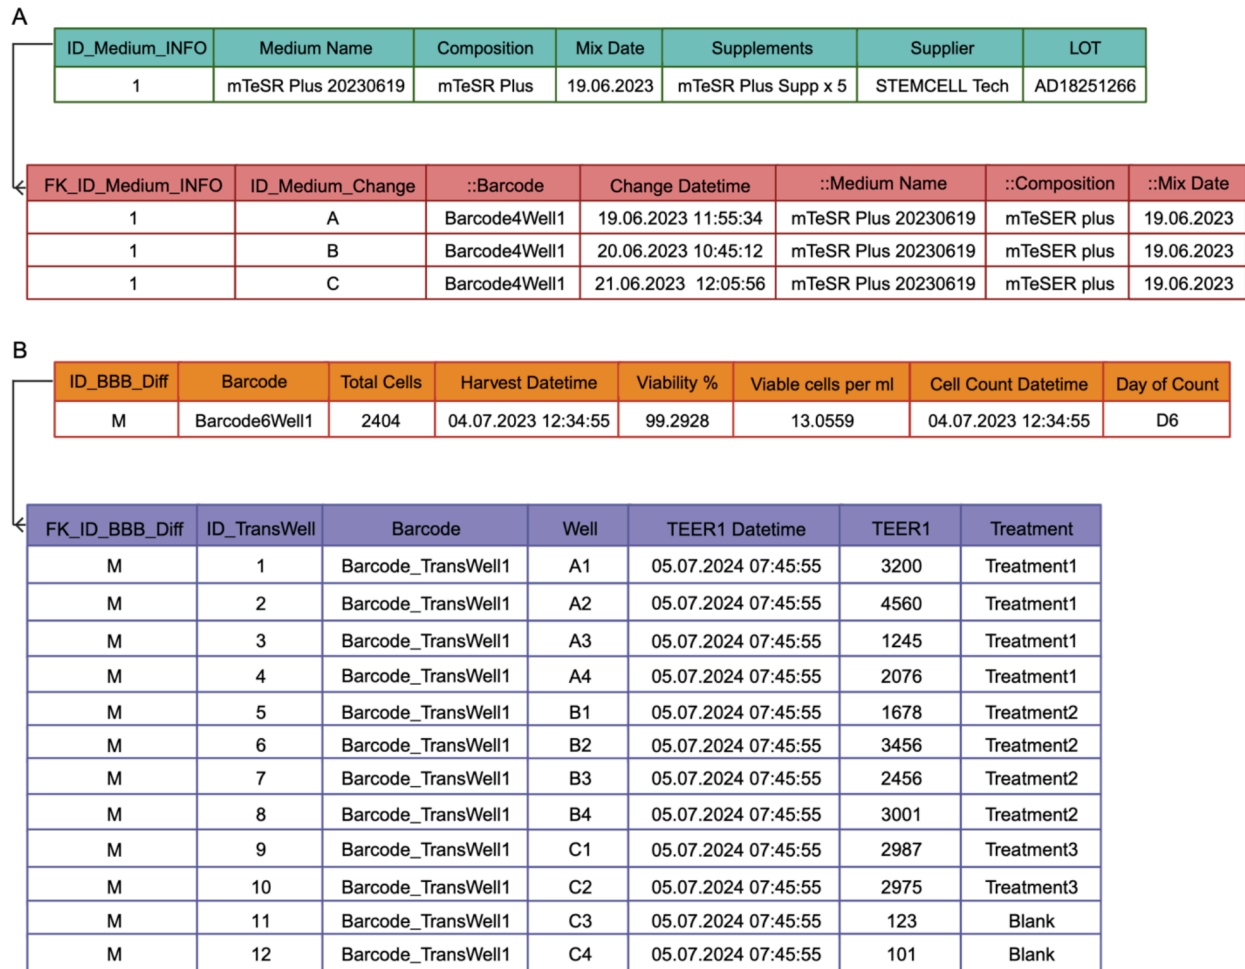 A
ID_Medium_INFO Medium Name Composition Mix Date Supplements Supplier LOT
1 mTeSR Plus 20230619 mTeSR Plus 19.06.2023 mTeSR Plus Supp x 5 STEMCELL Tech AD18251266
FK_ID_Medium_INFO ID_Medium_Change ::Barcode Change Datetime ::Medium Name ::Composition ::Mix Date
1 A Barcode4Well1 19.06.2023 11:55:34 mTeSR Plus 20230619 mTeSER plus 19.06.2023
1 B Barcode4Well1 20.06.2023 10:45:12 mTeSR Plus 20230619 mTeSER plus 19.06.2023
1 C Barcode4Well1 21.06.2023 12:05:56 mTeSR Plus 20230619 mTeSER plus 19.06.2023
B
ID_BBB_Diff Barcode Total Cells Harvest Datetime Viability % Viable cells per ml Cell Count Datetime Day of Count
M Barcode6Well1 2404 04.07.2023 12:34:55 99.2928 13.0559 04.07.2023 12:34:55 D6
FK_ID_BBB_Diff ID_TransWell Barcode Well TEER1 Datetime TEER1 Treatment
M 1 Barcode_TransWell1 A1 05.07.2024 07:45:55 3200 Treatment1
M 2 Barcode_TransWell1 A2 05.07.2024 07:45:55 4560 Treatment1
M 3 Barcode_TransWell1 A3 05.07.2024 07:45:55 1245 Treatment1
M 4 Barcode_TransWell1 A4 05.07.2024 07:45:55 2076 Treatment1
M 5 Barcode_TransWell1 B1 05.07.2024 07:45:55 1678 Treatment2
M 6 Barcode_TransWell1 B2 05.07.2024 07:45:55 3456 Treatment2
M 7 Barcode_TransWell1 B3 05.07.2024 07:45:55 2456 Treatment2
M 8 Barcode_TransWell1 B4 05.07.2024 07:45:55 3001 Treatment2
M 9 Barcode_TransWell1 C1 05.07.2024 07:45:55 2987 Treatment3
M 10 Barcode_TransWell1 C2 05.07.2024 07:45:55 2975 Treatment3
M 11 Barcode_TransWell1 C3 05.07.2024 07:45:55 123 Blank
M 12 Barcode_TransWell1 C4 05.07.2024 07:45:55 101 Blank